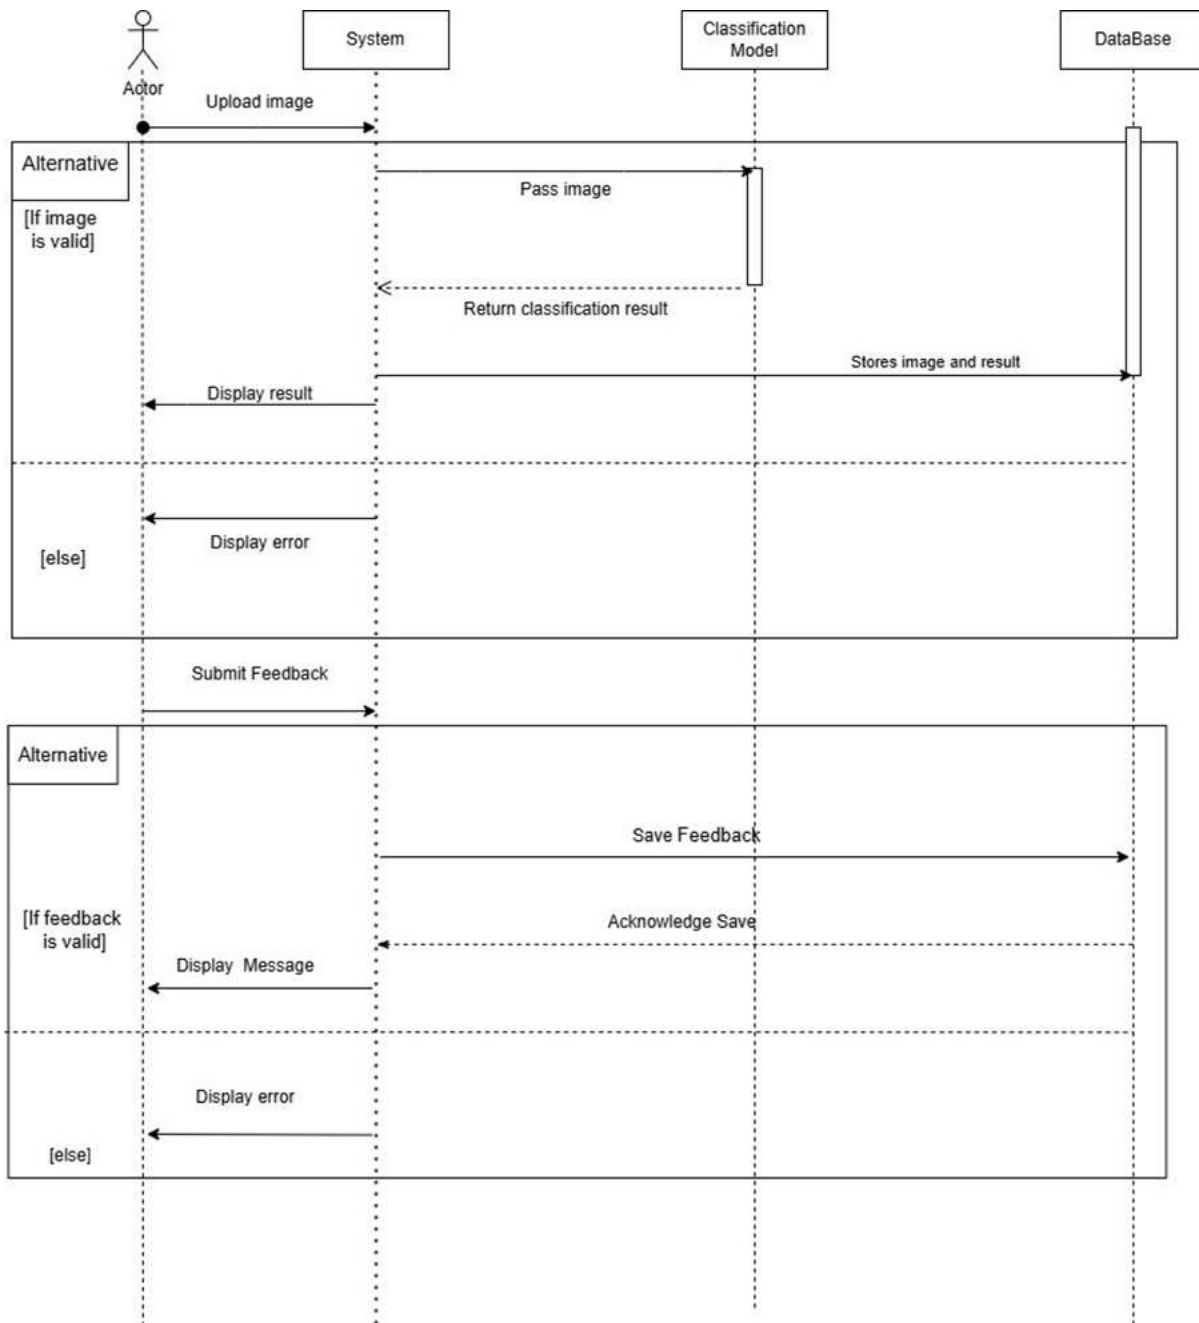 System
Classification
Model
DataBase
Actor
Upload image
Alternative
Pass image
[If image
is valid]
Return classification result
Stores image and result
Display result
Display error
[else]
Submit Feedback
Alternative
Save Feedback
[If feedback
is valid]
Acknowledge Save
Display Message
Display error
[else]